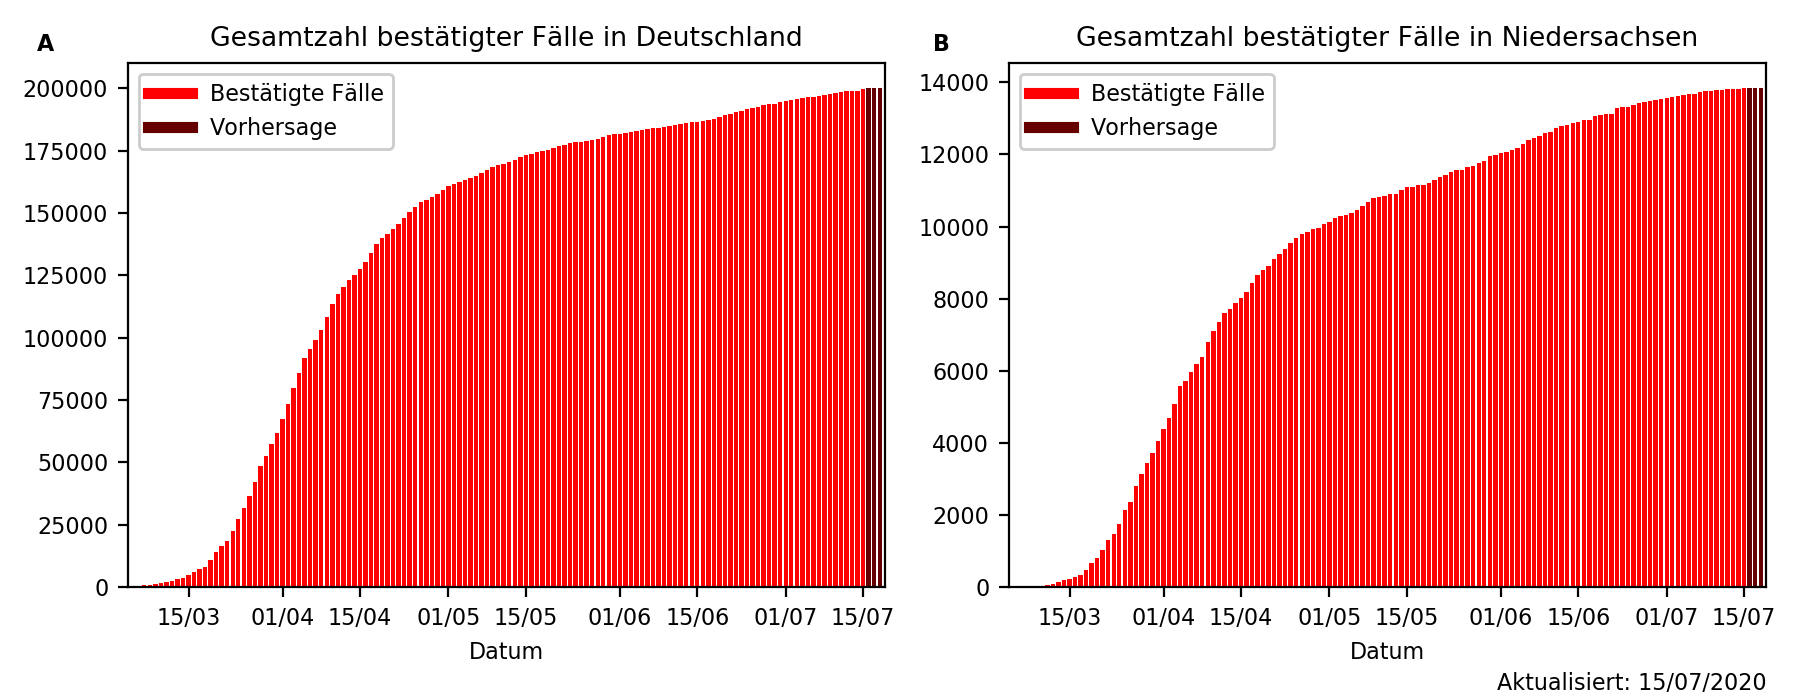 A
Gesamtzahl bestätigter Fälle in Deutschland
Bestätigte Fälle
Vorhersage
200000
175000
150000
125000
100000
75000
50000
25000
0
15/03 01/04 15/04 01/05 15/05 01/06 15/06 01/07 15/07
Datum
B
Gesamtzahl bestätigter Fälle in Niedersachsen
Bestätigte Fälle
Vorhersage
14000
12000
10000
8000
6000
4000
2000
0
15/03 01/04 15/04 01/05 15/05 01/06 15/06 01/07 15/07
Datum
Aktualisiert: 15/07/2020